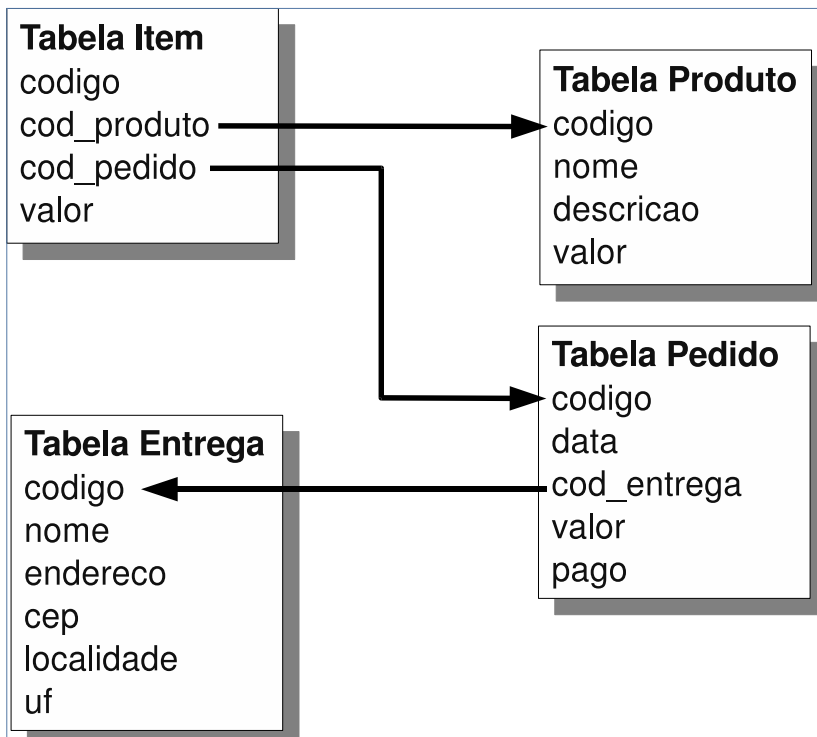 Tabela Item
codigo
cod_produto
cod_pedido
valor
Tabela Produto
codigo
nome
descricao
valor
Tabela Pedido
codigo
data
cod_entrega
valor
pago
Tabela Entrega
codigo
nome
endereco
cep
localidade
uf